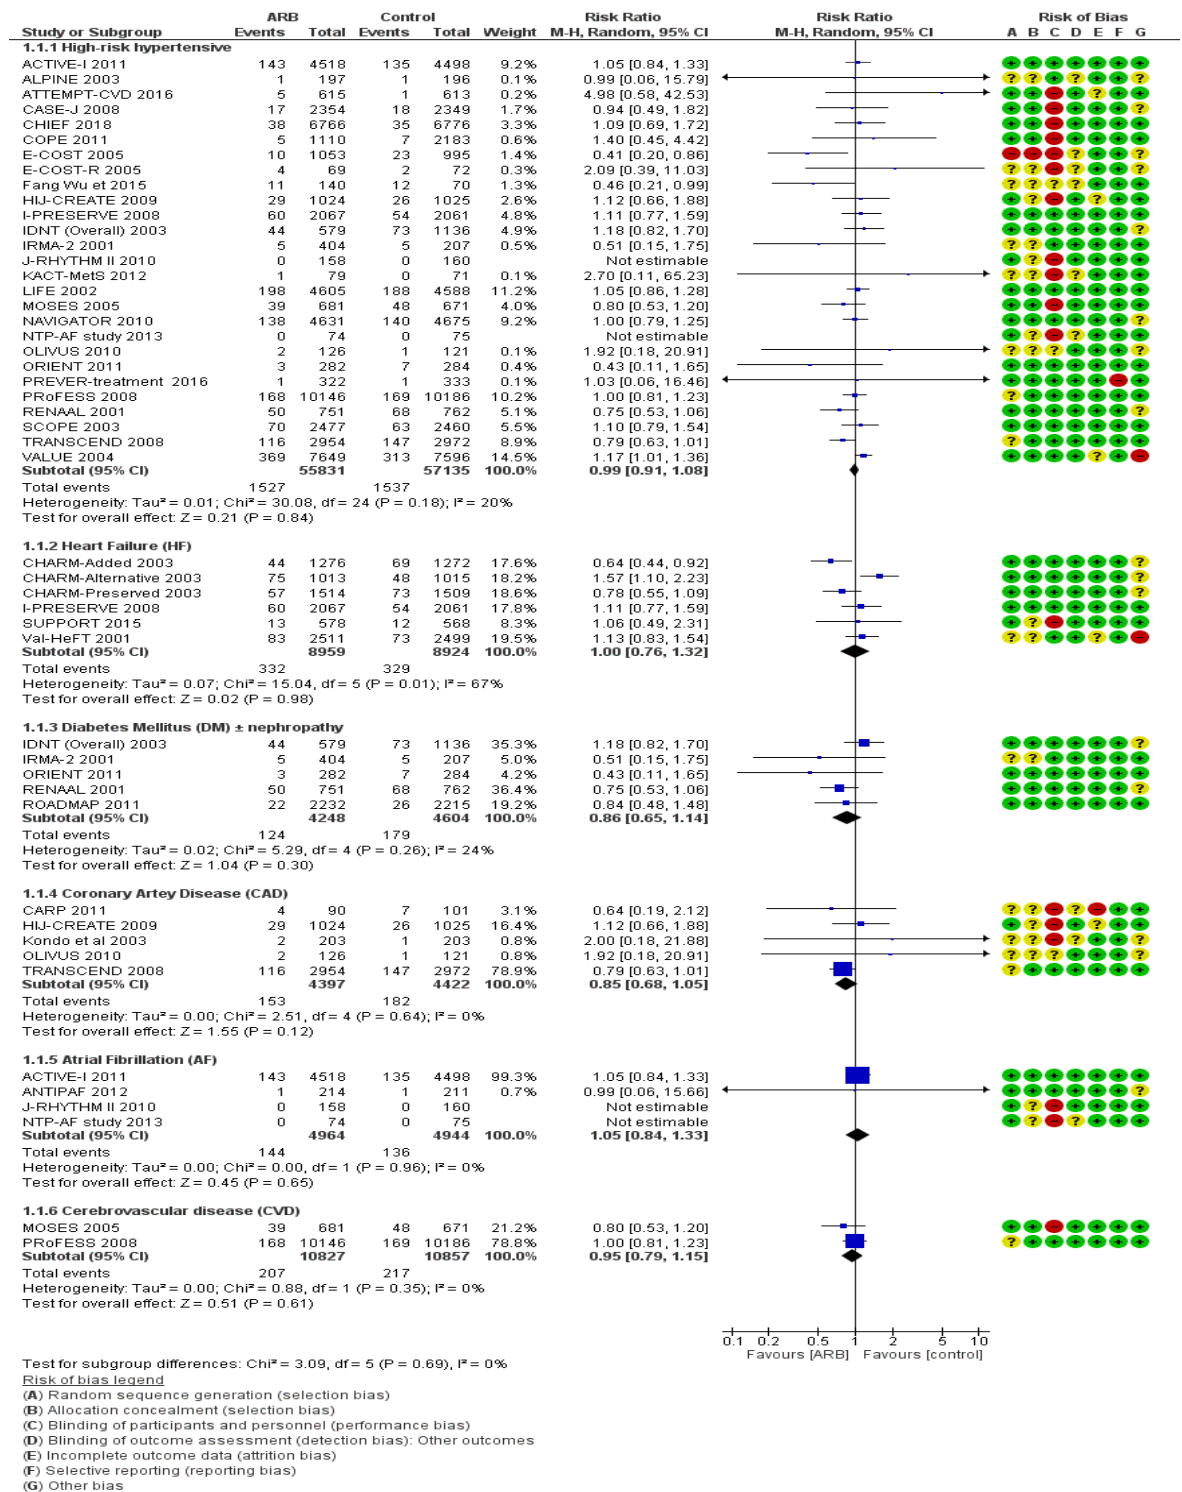 ARB Control Risk Ratio Risk Ratio Risk of Bias
Study or Subgroup Events Total Events Total Weight M-H, Random, 95% CI M-H, Random, 95% CI A B C D E F G
1.1.1 High-risk hypertensive
ACTIVE-I 2011 143 4518 135 4498 9.2% 1.05 [0.84, 1.33]
ALPINE 2003 1 197 1 196 0.1% 0.99 [0.06, 15.79]
ATTEMPT-CVD 2016 5 615 1 613 0.2% 4.98 [0.58, 42.53]
CASE-J 2008 17 2354 18 2349 1.7% 0.94 [0.49, 1.82]
CHIEF 2018 38 6766 35 6776 3.3% 1.09 [0.69, 1.72]
COPE 2011 5 1110 7 2183 0.6% 1.40 [0.45, 4.42]
E-COST 2005 10 1053 23 995 1.4% 0.41 [0.20, 0.86]
E-COST-R 2005 4 69 2 72 0.3% 2.09 [0.39, 11.03]
Fang Wu et 2015 11 140 12 70 1.3% 0.46 [0.21, 0.99]
HIJ-CREATE 2009 29 1024 26 1025 2.6% 1.12 [0.66, 1.88]
I-PRESERVE 2008 60 2067 54 2061 4.8% 1.11 [0.77, 1.59]
IDNT (Overall) 2003 44 579 73 1136 4.9% 1.18 [0.82, 1.70]
IRMA-2 2001 5 404 5 207 0.5% 0.51 [0.15, 1.75]
J-RHYTHM II 2010 0 158 0 160 Not estimable
KACT-MetS 2012 1 79 0 71 0.1% 2.70 [0.11, 65.23]
LIFE 2002 198 4605 188 4588 11.2% 1.05 [0.86, 1.28]
MOSES 2005 39 681 48 671 4.0% 0.80 [0.53, 1.20]
NAVIGATOR 2010 138 4631 140 4675 9.2% 1.00 [0.79, 1.25]
NTP-AF study 2013 0 74 0 75 Not estimable
OLIVUS 2010 2 126 1 121 0.1% 1.92 [0.18, 20.91]
ORIENT 2011 3 282 7 284 0.4% 0.43 [0.11, 1.65]
PREVER-treatment 2016 1 322 1 333 0.1% 1.03 [0.06, 16.46]
PRoFESS 2008 168 10146 169 10186 10.2% 1.00 [0.81, 1.23]
RENAAL 2001 50 751 68 762 5.1% 0.75 [0.53, 1.06]
SCOPE 2003 70 2477 63 2460 5.5% 1.10 [0.79, 1.54]
TRANSCEND 2008 116 2954 147 2972 8.9% 0.79 [0.63, 1.01]
VALUE 2004 369 7649 313 7596 14.5% 1.17 [1.01, 1.36]
Subtotal (95% CI) 55831 57135 100.0% 0.99 [0.91, 1.08]
Total events 1527 1537
Heterogeneity: Tau² = 0.01; Chi² = 30.08, df = 24 (P = 0.18); I² = 20%
Test for overall effect: Z = 0.21 (P = 0.84)
1.1.2 Heart Failure (HF)
CHARM-Added 2003 44 1276 69 1272 17.6% 0.64 [0.44, 0.92]
CHARM-Alternative 2003 75 1013 48 1015 18.2% 1.57 [1.10, 2.23]
CHARM-Preserved 2003 57 1514 73 1509 18.6% 0.78 [0.55, 1.09]
I-PRESERVE 2008 60 2067 54 2061 17.8% 1.11 [0.77, 1.59]
SUPPORT 2015 13 578 12 568 8.3% 1.06 [0.49, 2.31]
Val-HeFT 2001 83 2511 73 2499 19.5% 1.13 [0.83, 1.54]
Subtotal (95% CI) 8959 8924 100.0% 1.00 [0.76, 1.32]
Total events 332 329
Heterogeneity: Tau² = 0.07; Chi² = 15.04, df = 5 (P = 0.01); I² = 67%
Test for overall effect: Z = 0.02 (P = 0.98)
1.1.3 Diabetes Mellitus (DM) ± nephropathy
IDNT (Overall) 2003 44 579 73 1136 35.3% 1.18 [0.82, 1.70]
IRMA-2 2001 5 404 5 207 5.0% 0.51 [0.15, 1.75]
ORIENT 2011 3 282 7 284 4.2% 0.43 [0.11, 1.65]
RENAAL 2001 50 751 68 762 36.4% 0.75 [0.53, 1.06]
ROADMAP 2011 22 2232 26 2215 19.2% 0.84 [0.48, 1.48]
Subtotal (95% CI) 4248 4604 100.0% 0.86 [0.65, 1.14]
Total events 124 179
Heterogeneity: Tau² = 0.02; Chi² = 5.29, df = 4 (P = 0.26); I² = 24%
Test for overall effect: Z = 1.04 (P = 0.30)
1.1.4 Coronary Artey Disease (CAD)
CARP 2011 4 90 7 101 3.1% 0.64 [0.19, 2.12]
HIJ-CREATE 2009 29 1024 26 1025 16.4% 1.12 [0.66, 1.88]
Kondo et al 2003 2 203 1 203 0.8% 2.00 [0.18, 21.88]
OLIVUS 2010 2 126 1 121 0.8% 1.92 [0.18, 20.91]
TRANSCEND 2008 116 2954 147 2972 78.9% 0.79 [0.63, 1.01]
Subtotal (95% CI) 4397 4422 100.0% 0.85 [0.68, 1.05]
Total events 153 182
Heterogeneity: Tau² = 0.00; Chi² = 2.51, df = 4 (P = 0.64); I² = 0%
Test for overall effect: Z = 1.55 (P = 0.12)
1.1.5 Atrial Fibrillation (AF)
ACTIVE-I 2011 143 4518 135 4498 99.3% 1.05 [0.84, 1.33]
ANTIPAF 2012 1 214 1 211 0.7% 0.99 [0.06, 15.66]
J-RHYTHM II 2010 0 158 0 160 Not estimable
NTP-AF study 2013 0 74 0 75 Not estimable
Subtotal (95% CI) 4964 4944 100.0% 1.05 [0.84, 1.33]
Total events 144 136
Heterogeneity: Tau² = 0.00; Chi² = 0.00, df = 1 (P = 0.96); I² = 0%
Test for overall effect: Z = 0.45 (P = 0.65)
1.1.6 Cerebrovascular disease (CVD)
MOSES 2005 39 681 48 671 21.2% 0.80 [0.53, 1.20]
PRoFESS 2008 168 10146 169 10186 78.8% 1.00 [0.81, 1.23]
Subtotal (95% CI) 10827 10857 100.0% 0.95 [0.79, 1.15]
Total events 207 217
Heterogeneity: Tau² = 0.00; Chi² = 0.88, df = 1 (P = 0.35); I² = 0%
Test for overall effect: Z = 0.51 (P = 0.61)
0.1 0.2 0.5 1 2 5 10
Favours [ARB] Favours [control]
Test for subgroup differences: Chi² = 3.09, df = 5 (P = 0.69), I² = 0%
Risk of bias legend
(A) Random sequence generation (selection bias)
(B) Allocation concealment (selection bias)
(C) Blinding of participants and personnel (performance bias)
(D) Blinding of outcome assessment (detection bias): Other outcomes
(E) Incomplete outcome data (attrition bias)
(F) Selective reporting (reporting bias)
(G) Other bias